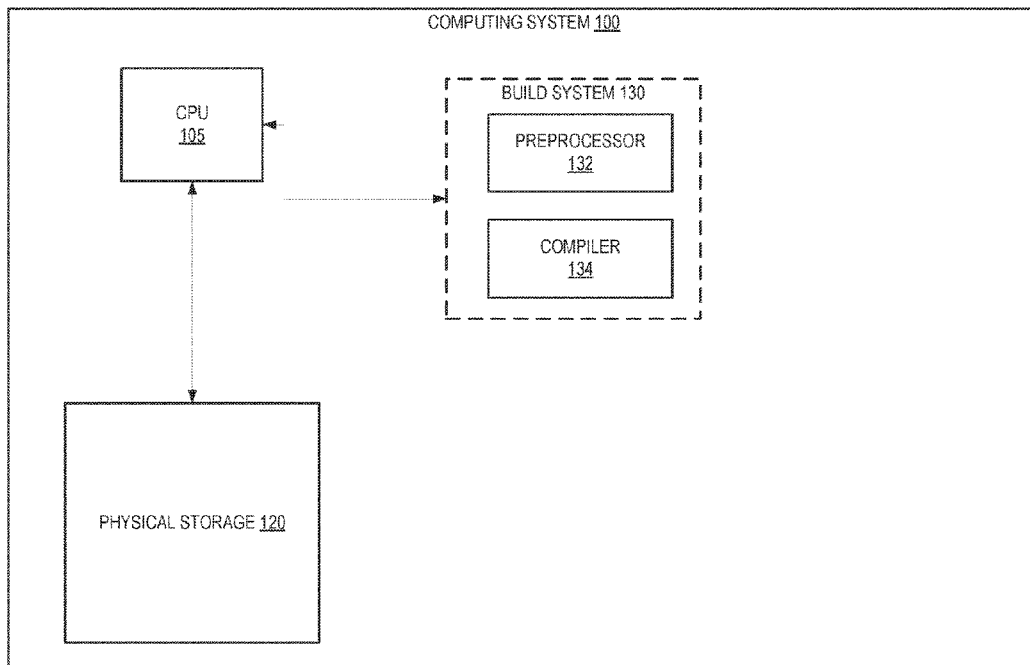 COMPUTING SYSTEM 100
CPU
105
BUILD SYSTEM 130
PREPROCESSOR
132
COMPILER
134
PHYSICAL STORAGE 120